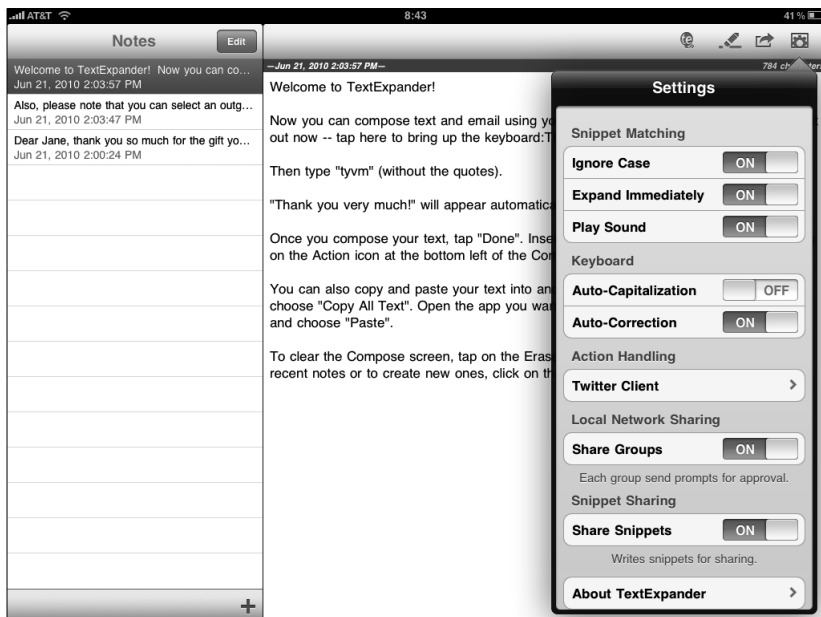 AT&T 8:43 41 %
Notes Edit
Welcome to TextExpander! Now you can co...
Jun 21, 2010 2:03:57 PM
Also, please note that you can select an outg...
Jun 21, 2010 2:03:47 PM
Dear Jane, thank you so much for the gift yo...
Jun 21, 2010 2:00:24 PM
—Jun 21, 2010 2:03:57 PM— 784
Welcome to TextExpander!
Now you can compose text and email using
out now -- tap here to bring up the keyboard:T
Then type "tyvm" (without the quotes).
"Thank you very much!" will appear
Once you compose your text, tap "Done".
on the Action icon at the bottom left of the
You can also copy and paste your text into
choose "Copy All Text". Open the app you
and choose "Paste".
To clear the Compose screen, tap on the
recent notes or to create new ones, click on
Settings
Snippet Matching
Ignore Case ON
Expand Immediately ON
Play Sound ON
Keyboard
Auto-Capitalization OFF
Auto-Correction ON
Action Handling
Twitter Client
Local Network Sharing
Share Groups ON
Each group send prompts for approval.
Snippet Sharing
Share Snippets ON
Writes snippets for sharing.
About TextExpander